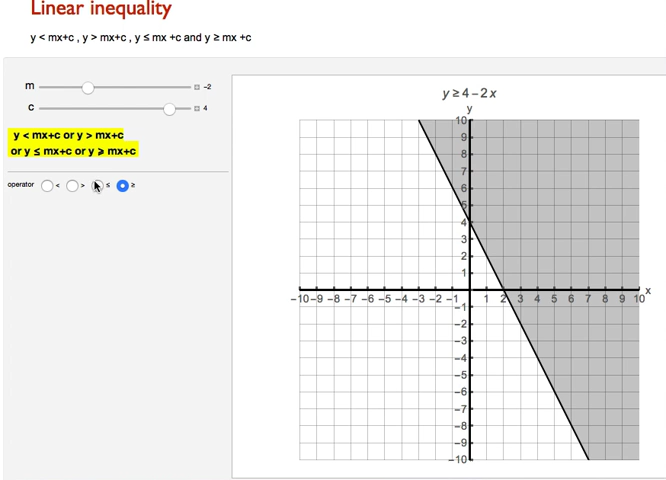 Linear inequality
y < mx+c , y > mx+c , y ≤ mx +c and y ≥ mx +c
m -2
c 4
y < mx+c or y > mx+c
or y ≤ mx+c or y ⩾ mx+c
operator < > ≤ ≥
y ≥ 4 – 2 x
y
10
9
8
7
6
5
4
3
2
1
x
-10 -9 -8 -7 -6 -5 -4 -3 -2 -1 1 2 3 4 5 6 7 8 9 10
-1
-2
-3
-4
-5
-6
-7
-8
-9
-10